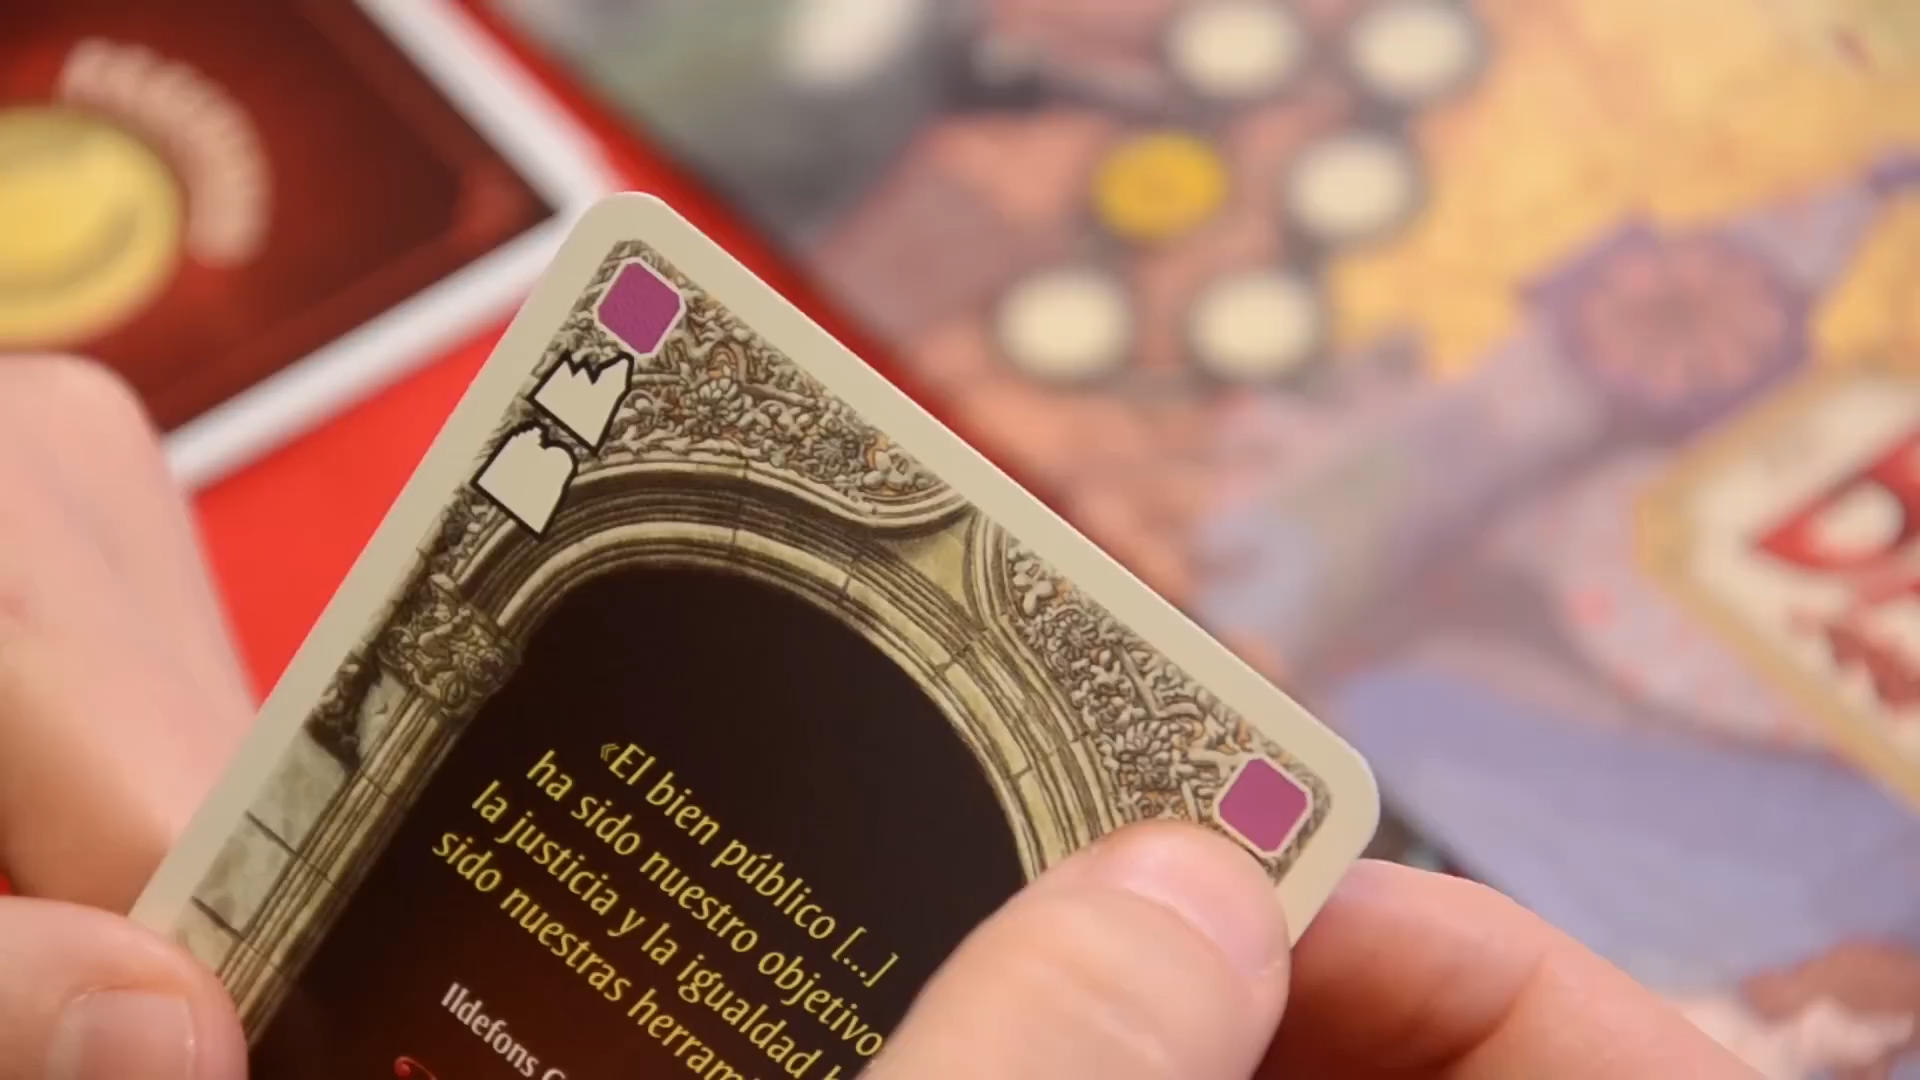 «El bien público [...]
ha sido nuestro objetivo,
la justicia y la igualdad
sido nuestras
Ildefons